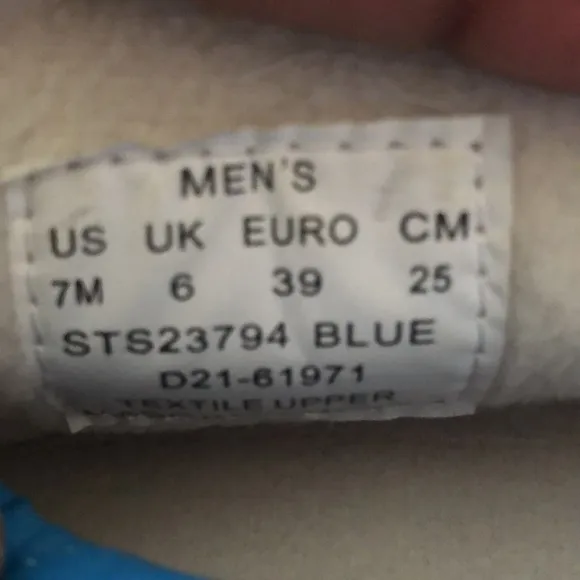 MEN'S
US UK EURO CM
7M 6 39 25
STS23794 BLUE
D21-61971
TEXTILE UPPER